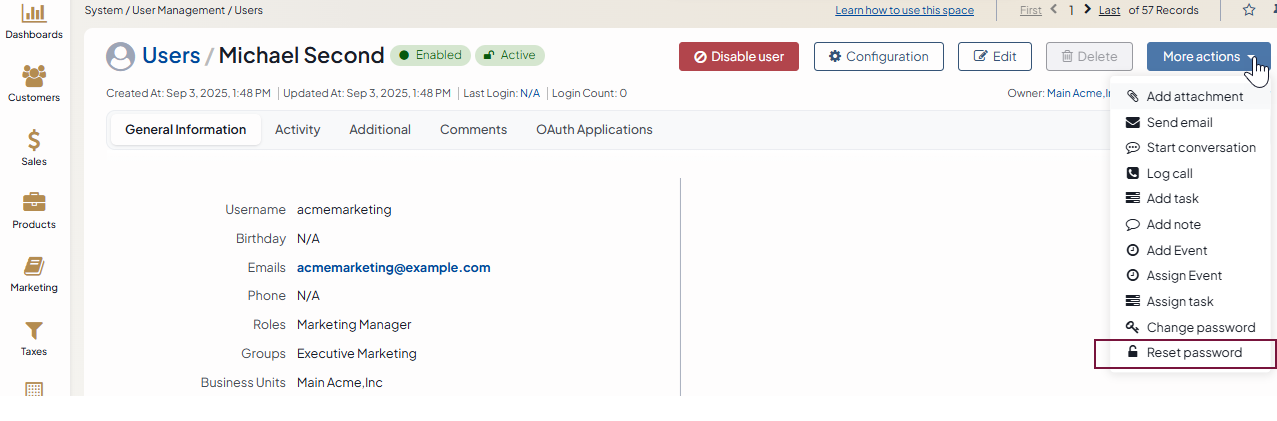 System / User Management / Users
Learn how to use this space
First 1 Last of 57 Records
Dashboards
Customers
Sales
Products
Marketing
Taxes
Users / Michael Second Enabled Active
Disable user Configuration Edit Delete More actions
Created At: Sep 3, 2025, 1:48 PM Updated At: Sep 3, 2025, 1:48 PM Last Login: N/A Login Count: 0
Owner: Main Acme,
General Information Activity Additional Comments OAuth Applications
Username acmemarketing
Birthday N/A
Emails acmemarketing@example.com
Phone N/A
Roles Marketing Manager
Groups Executive Marketing
Business Units Main Acme,Inc
Add attachment
Send email
Start conversation
Log call
Add task
Add note
Add Event
Assign Event
Assign task
Change password
Reset password